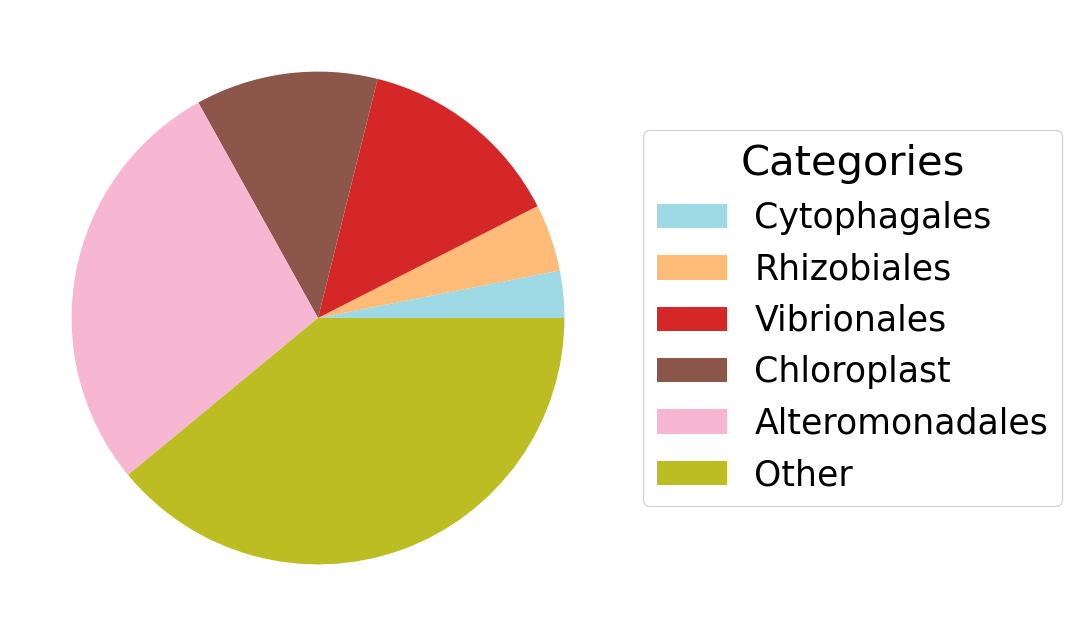 Categories
Cytophagales
Rhizobiales
Vibrionales
Chloroplast
Alteromonadales
Other